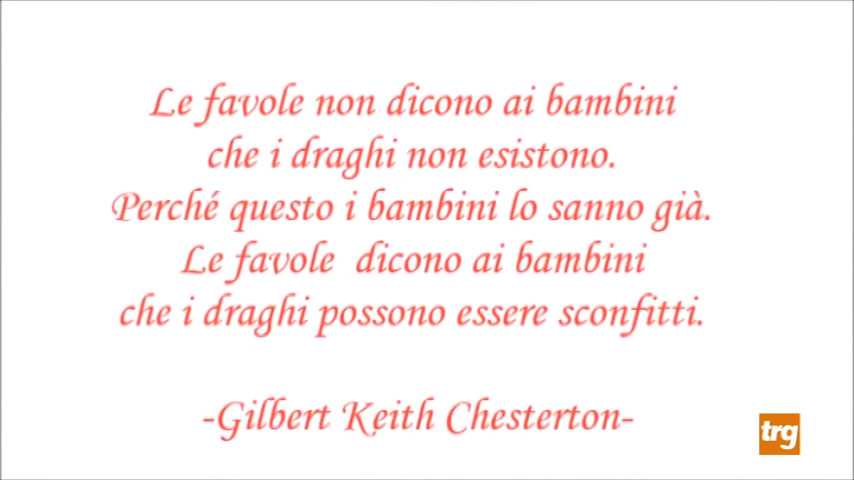 Le favole non dicono ai bambini
che i draghi non esistono.
Perché questo i bambini lo sanno già.
Le favole dicono ai bambini
che i draghi possono essere sconfitti.
-Gilbert Keith Chesterton-
trg